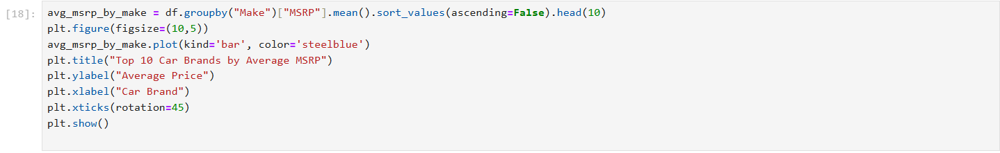 [18]: avg_msrp_by_make = df.groupby("Make")["MSRP"].mean().sort_values(ascending=False).head(10)
plt.figure(figsize=(10,5))
avg_msrp_by_make.plot(kind='bar', color='steelblue')
plt.title("Top 10 Car Brands by Average MSRP")
plt.ylabel("Average Price")
plt.xlabel("Car Brand")
plt.xticks(rotation=45)
plt.show()